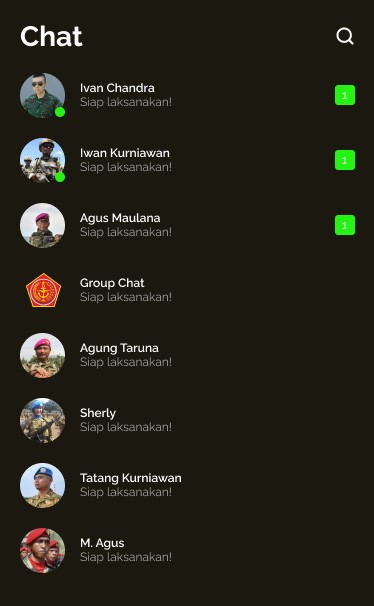 Chat
Ivan Chandra
Siap laksanakan!
1
Iwan Kurniawan
Siap laksanakan!
1
Agus Maulana
Siap laksanakan!
1
Group Chat
Siap laksanakan!
Agung Taruna
Siap laksanakan!
Sherly
Siap laksanakan!
Tatang Kurniawan
Siap laksanakan!
M. Agus
Siap laksanakan!